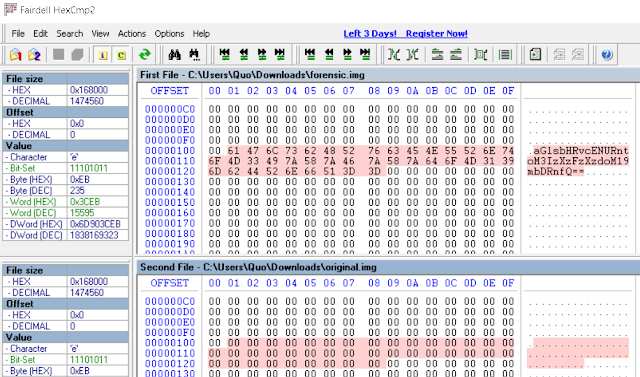 Fairdell HexCmp2
File Edit Search View Actions Options Help Left 3 Days! Register Now!
File size
- HEX 0x168000
- DECIMAL 1474560
Offset
- HEX 0x0
- DECIMAL 0
Value
- Character 'ë'
- Bit-Set 11101011
- Byte (HEX) 0xEB
- Byte (DEC) 235
- Word (HEX) 0x3CEB
- Word (DEC) 15595
- DWord (HEX) 0x6D903CEB
- DWord (DEC) 1838169323
First File - C:\Users\Quo\Downloads\forensic.img
OFFSET 00 01 02 03 04 05 06 07 08 09 0A 0B 0C 0D 0E 0F
000000C0 00 00 00 00 00 00 00 00 00 00 00 00 00 00 00 00 ................
000000D0 00 00 00 00 00 00 00 00 00 00 00 00 00 00 00 00 ................
000000E0 00 00 00 00 00 00 00 00 00 00 00 00 00 00 00 00 ................
000000F0 00 00 00 00 00 00 00 00 00 00 00 00 00 00 00 00 ................
00000100 00 61 47 6C 73 62 48 52 76 63 45 4E 55 52 6E 74 .aGlsbHRvcENURnt
00000110 6F 4D 33 49 7A 58 7A 46 7A 58 7A 64 6F 4D 31 39 oM3IzXzFzXzdoM19
00000120 6D 62 44 52 6E 66 51 3D 3D 00 00 00 00 00 00 00 mbDRnfQ==.......
00000130 00 00 00 00 00 00 00 00 00 00 00 00 00 00 00 00 ................
00000140 00 00 00 00 00 00 00 00 00 00 00 00 00 00 00 00 ................
00000150 00 00 00 00 00 00 00 00 00 00 00 00 00 00 00 00 ................
00000160 00 00 00 00 00 00 00 00 00 00 00 00 00 00 00 00 ................
00000170 00 00 00 00 00 00 00 00 00 00 00 00 00 00 00 00 ................
00000180 00 00 00 00 00 00 00 00 00 00 00 00 00 00 00 00 ................
00000190 00 00 00 00 00 00 00 00 00 00 00 00 00 00 00 00 ................
File size
- HEX 0x168000
- DECIMAL 1474560
Offset
- HEX 0x0
- DECIMAL 0
Value
- Character 'ë'
- Bit-Set 11101011
- Byte (HEX) 0xEB
Second File - C:\Users\Quo\Downloads\original.img
OFFSET 00 01 02 03 04 05 06 07 08 09 0A 0B 0C 0D 0E 0F
000000C0 00 00 00 00 00 00 00 00 00 00 00 00 00 00 00 00 ................
000000D0 00 00 00 00 00 00 00 00 00 00 00 00 00 00 00 00 ................
000000E0 00 00 00 00 00 00 00 00 00 00 00 00 00 00 00 00 ................
000000F0 00 00 00 00 00 00 00 00 00 00 00 00 00 00 00 00 ................
00000100 00 00 00 00 00 00 00 00 00 00 00 00 00 00 00 00 ................
00000110 00 00 00 00 00 00 00 00 00 00 00 00 00 00 00 00 ................
00000120 00 00 00 00 00 00 00 00 00 00 00 00 00 00 00 00 ................
00000130 00 00 00 00 00 00 00 00 00 00 00 00 00 00 00 00 ................